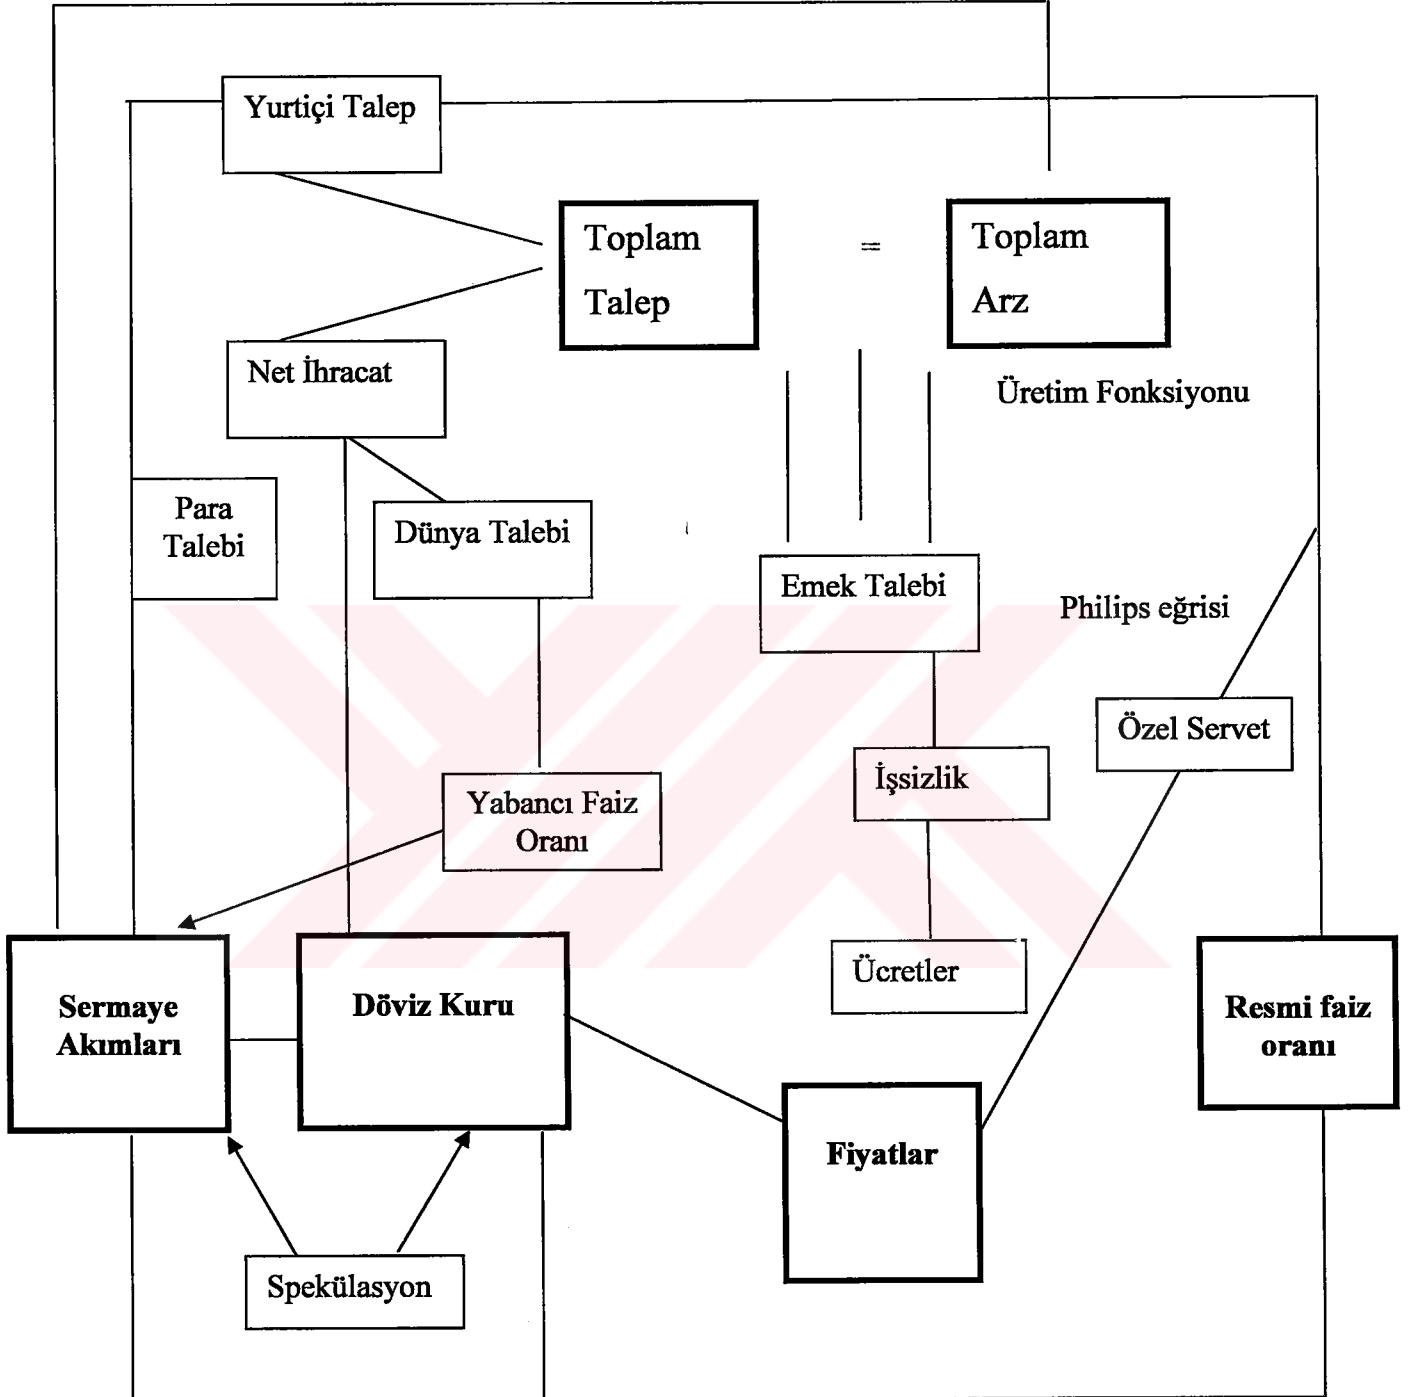 Yurtiçi Talep
Toplam
Talep
=
Toplam
Arz
Net İhracat
Üretim Fonksiyonu
Para
Talebi
Dünya Talebi
Emek Talebi
Philips eğrisi
Özel Servet
İşsizlik
Yabancı Faiz
Oranı
Ücretler
Sermaye
Akımları
Döviz Kuru
Resmi faiz
oranı
Fiyatlar
Spekülasyon